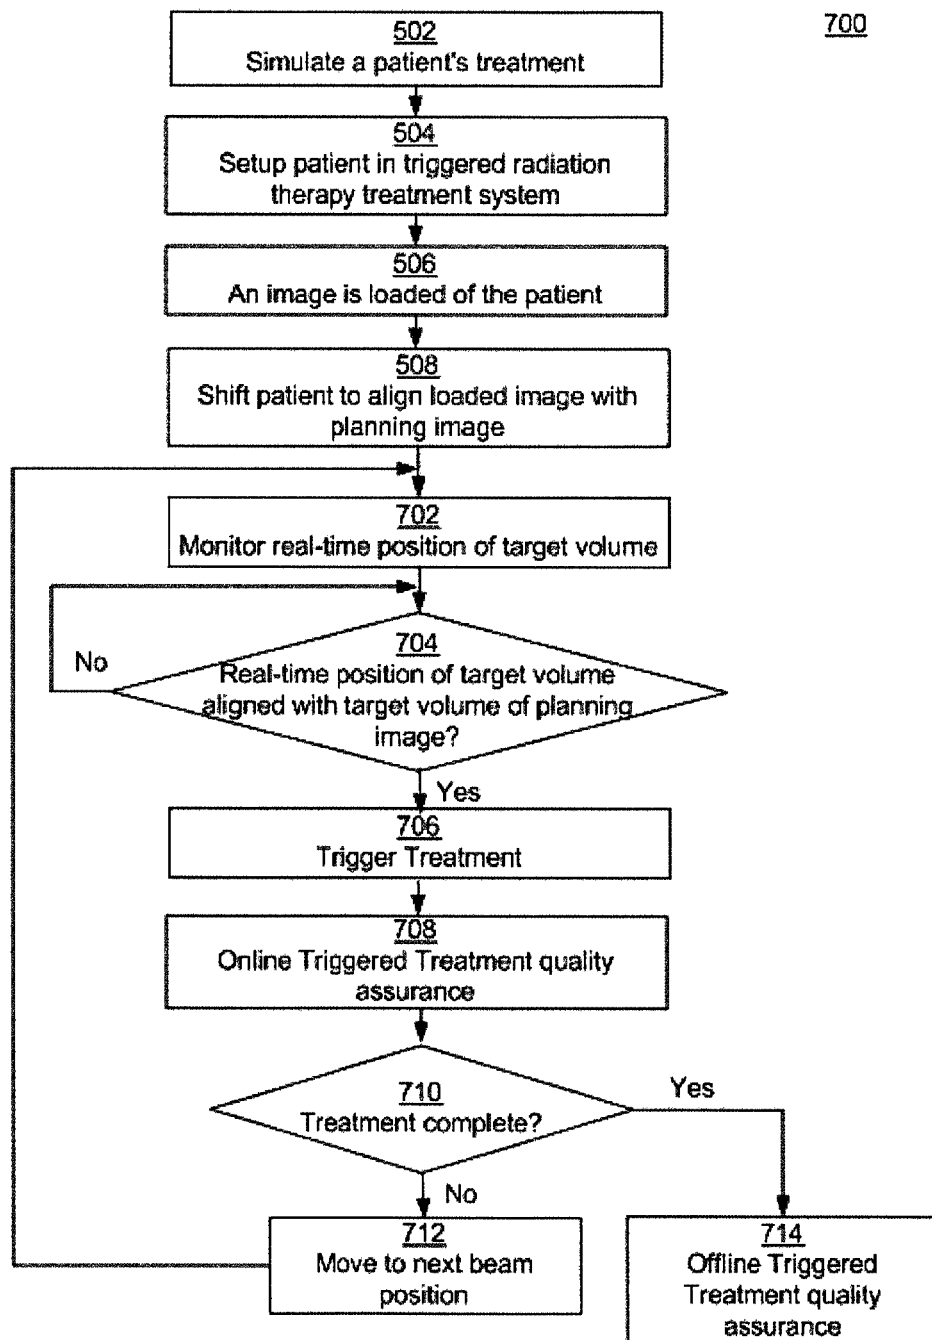 700
502
Simulate a patient's treatment
504
Setup patient in triggered radiation
therapy treatment system
506
An image is loaded of the patient
508
Shift patient to align loaded image with
planning image
702
Monitor real-time position of target volume
704
Real-time position of target volume
aligned with target volume of planning
image?
No
Yes
706
Trigger Treatment
708
Online Triggered Treatment quality
assurance
710
Treatment complete?
Yes
No
712
Move to next beam
position
714
Offline Triggered
Treatment quality
assurance